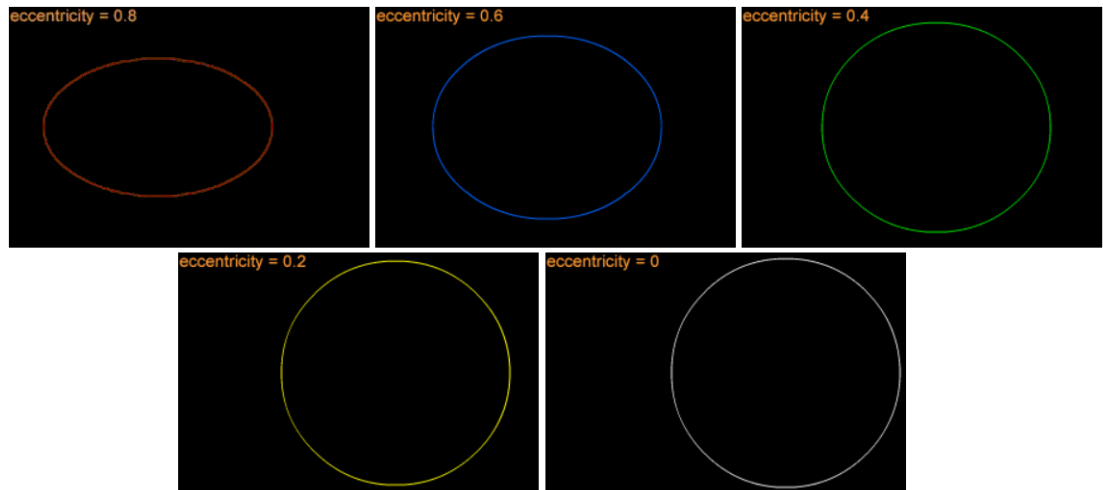 eccentricity = 0.8
eccentricity = 0.6
eccentricity = 0.4
eccentricity = 0.2
eccentricity = 0